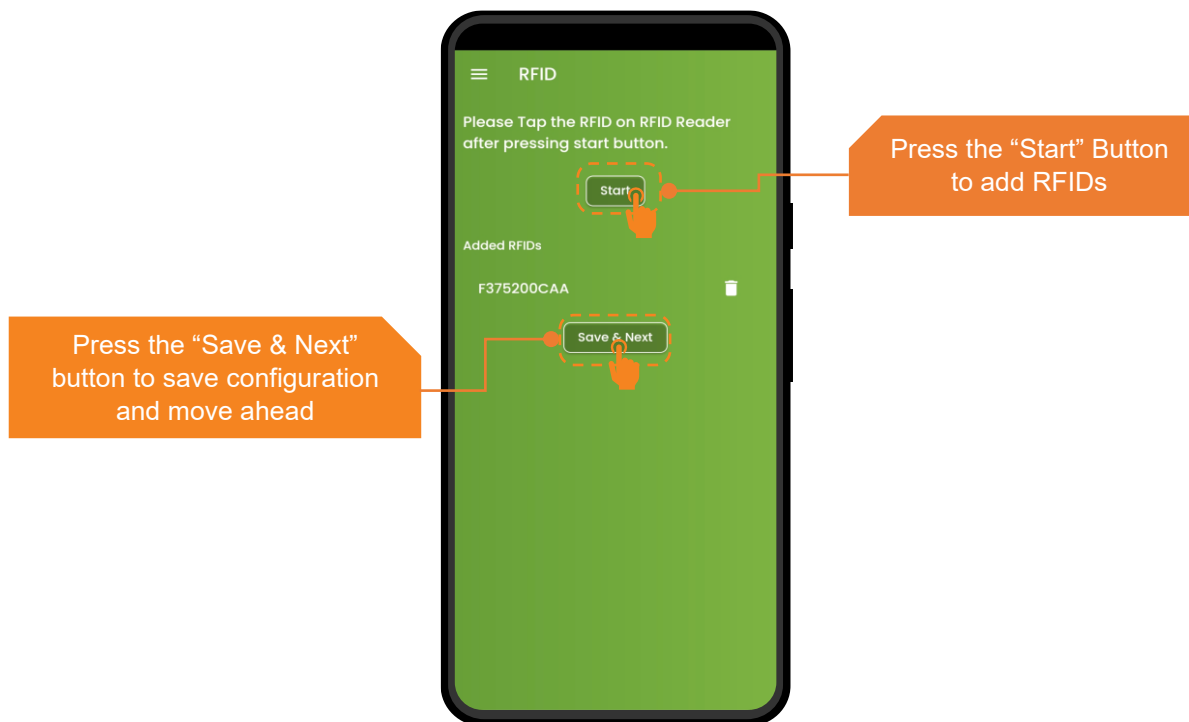 RFID
Please Tap the RFID on RFID Reader
after pressing start button.
Start
Press the “Start” Button
to add RFIDs
Added RFIDs
F375200CAA
Save & Next
Press the “Save & Next”
button to save configuration
and move ahead